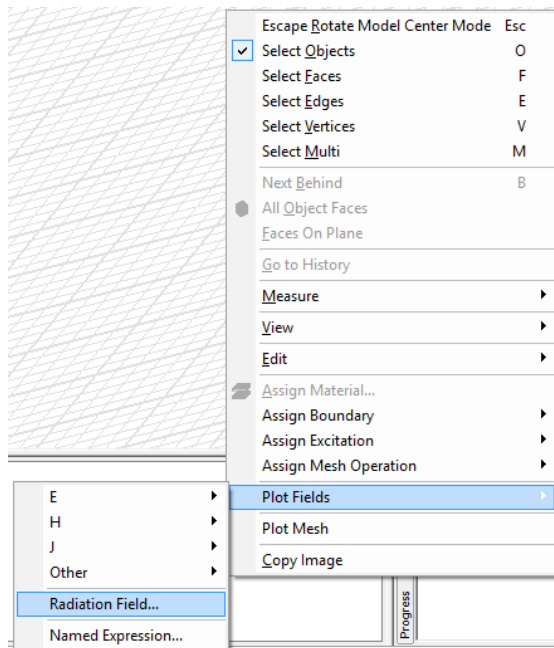 Escape Rotate Model Center Mode Esc
Select Objects O
Select Faces F
Select Edges E
Select Vertices V
Select Multi M
Next Behind B
All Object Faces
Faces On Plane
Go to History
Measure
View
Edit
Assign Material...
Assign Boundary
Assign Excitation
Assign Mesh Operation
Plot Fields
Plot Mesh
Copy Image
E
H
J
Other
Radiation Field...
Named Expression...
Progress